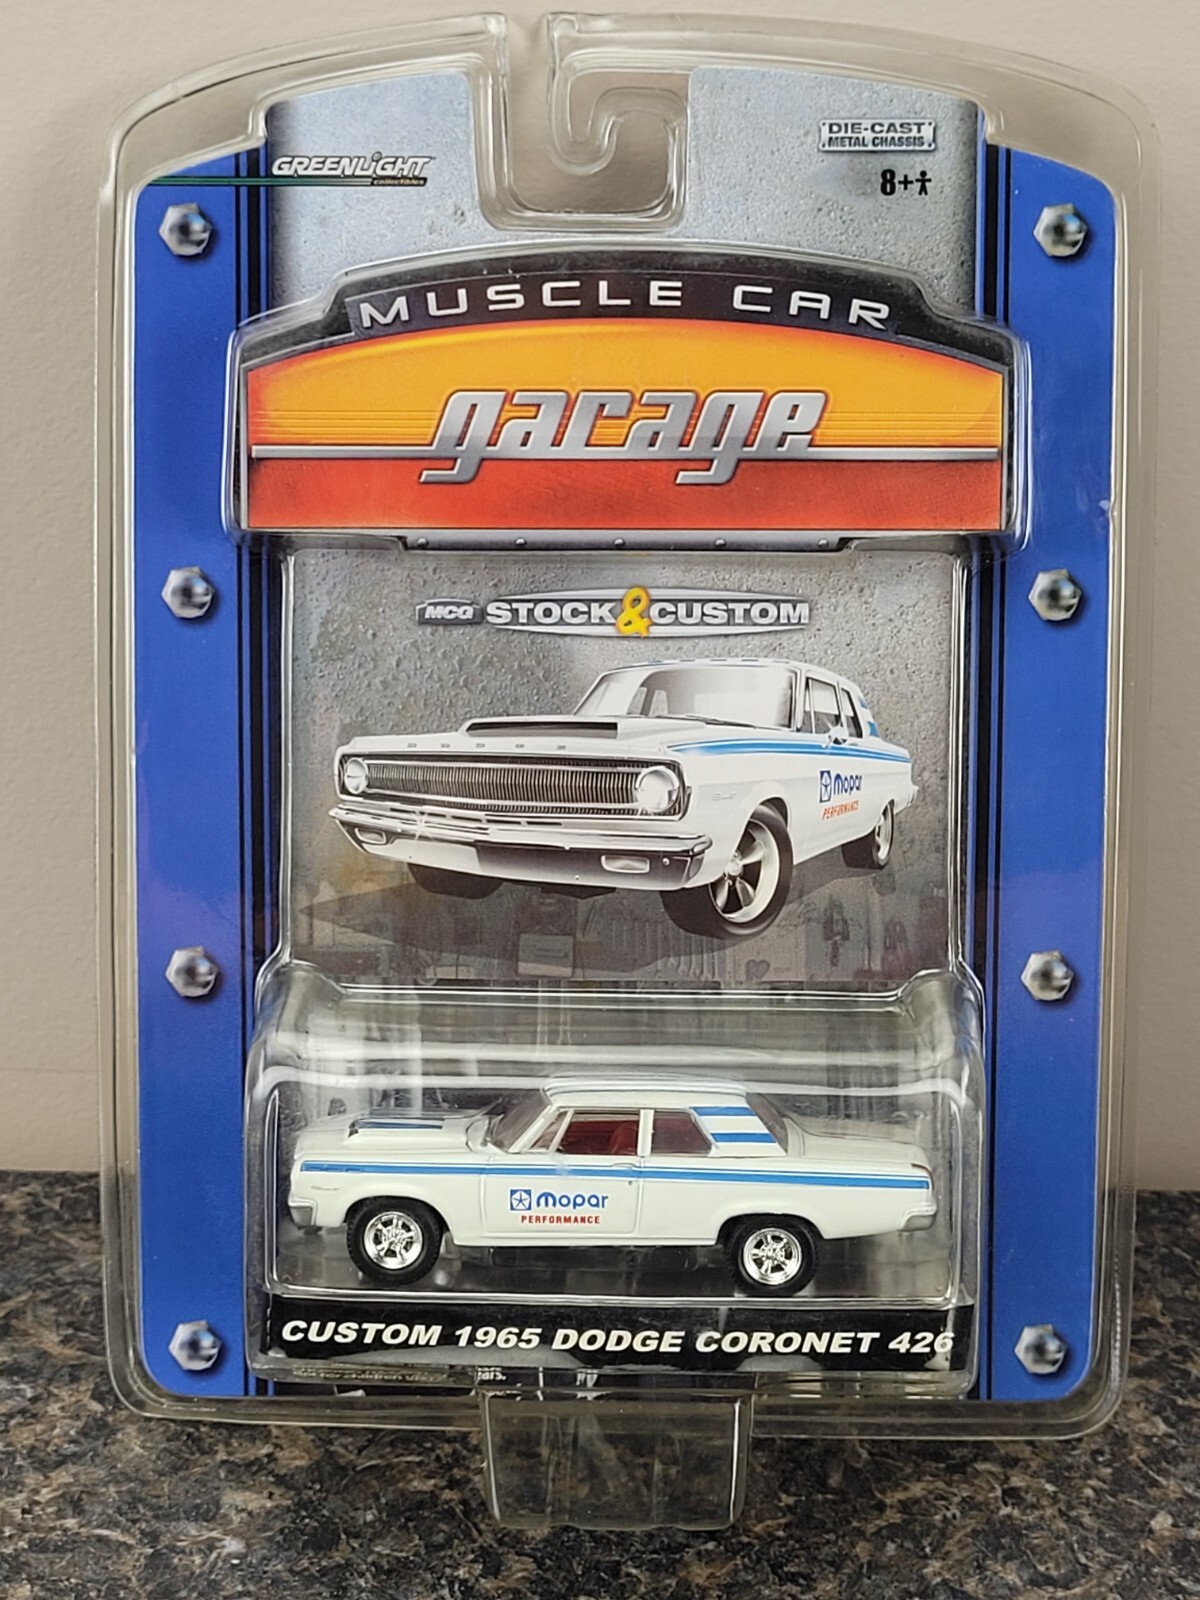 GREENLIGHT
collectibles
DIE-CAST
METAL CHASSIS
8+
MUSCLE CAR
garage
MCG STOCK & CUSTOM
DODGE
Mopar
PERFORMANCE
Mopar
PERFORMANCE
CUSTOM 1965 DODGE CORONET 426